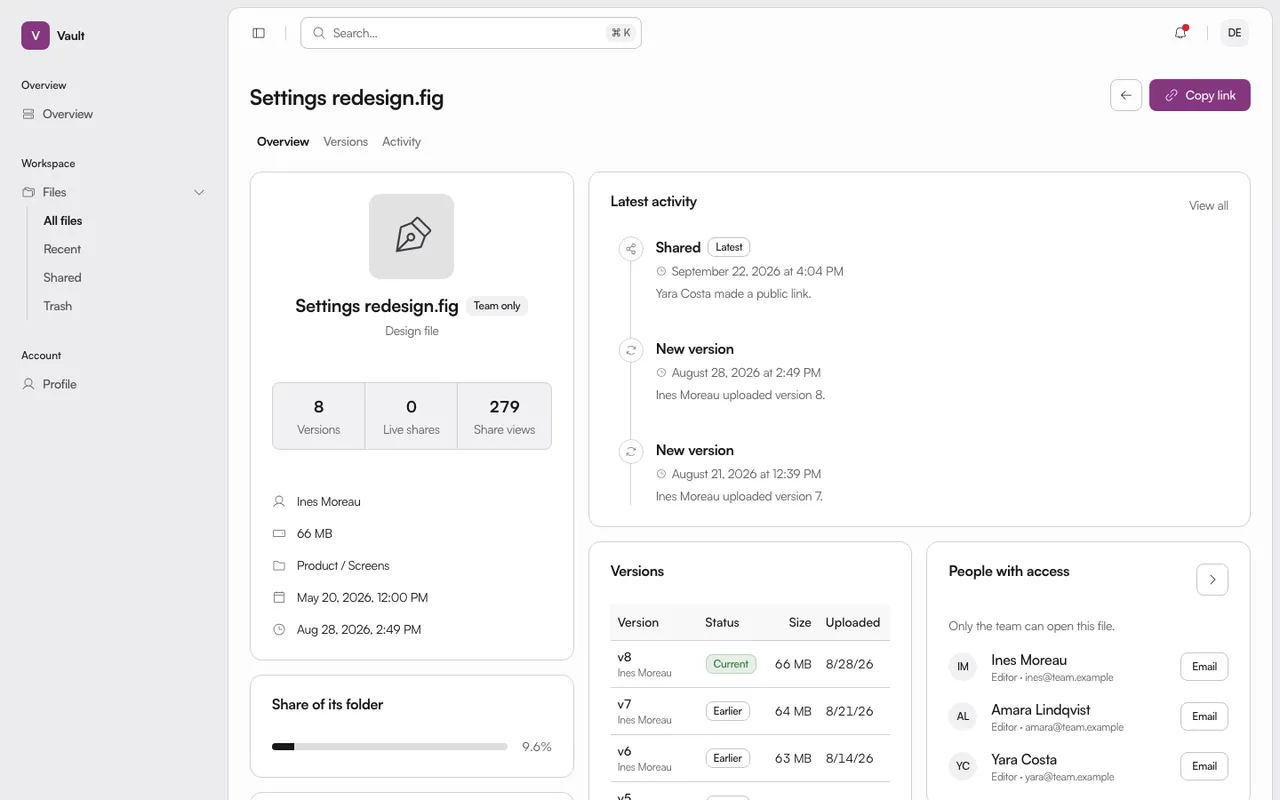 V Vault
Overview
Overview
Workspace
Files
All files
Recent
Shared
Trash
Account
Profile
Search... ⌘ K
DE
Settings redesign.fig
Copy link
Overview Versions Activity
Settings redesign.fig Team only
Design file
8 0 279
Versions Live shares Share views
Ines Moreau
66 MB
Product / Screens
May 20, 2026, 12:00 PM
Aug 28, 2026, 2:49 PM
Share of its folder
9.6%
Latest activity
View all
Shared Latest
September 22, 2026 at 4:04 PM
Yara Costa made a public link.
New version
August 28, 2026 at 2:49 PM
Ines Moreau uploaded version 8.
New version
August 21, 2026 at 12:39 PM
Ines Moreau uploaded version 7.
Versions
Version Status Size Uploaded
v8 Current 66 MB 8/28/26
Ines Moreau
v7 Earlier 64 MB 8/21/26
Ines Moreau
v6 Earlier 63 MB 8/14/26
Ines Moreau
v5
People with access
Only the team can open this file.
IM Ines Moreau Email
Editor • ines@team.example
AL Amara Lindqvist Email
Editor • amara@team.example
YC Yara Costa Email
Editor • yara@team.example